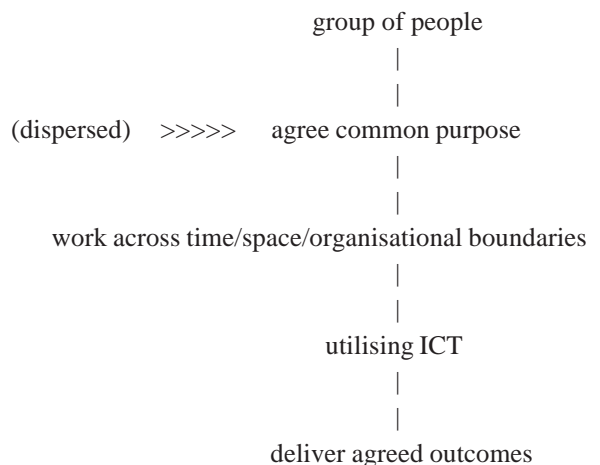 group of people
|
|
(dispersed) >>>>> agree common purpose
|
|
work across time/space/organisational boundaries
|
|
utilising ICT
|
|
deliver agreed outcomes